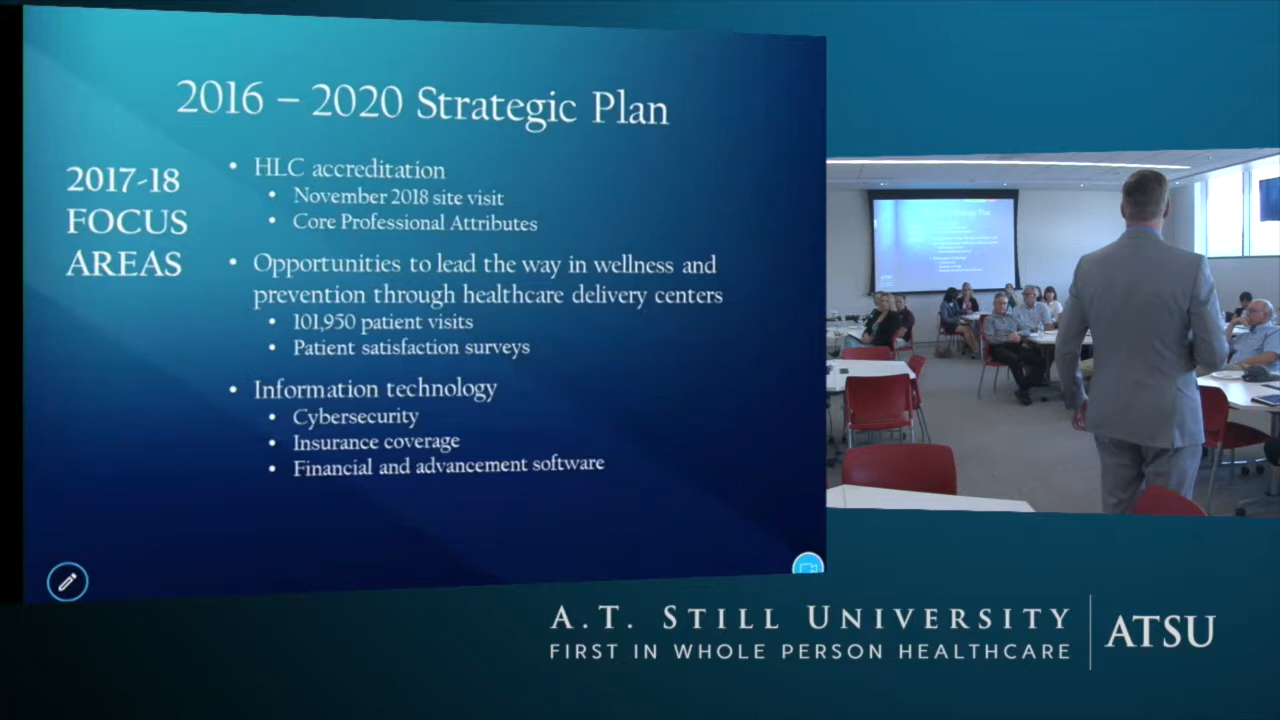 2016 – 2020 Strategic Plan
2017-18
FOCUS
AREAS
• HLC accreditation
• November 2018 site visit
• Core Professional Attributes
• Opportunities to lead the way in wellness and
prevention through healthcare delivery centers
• 101,950 patient visits
• Patient satisfaction surveys
• Information technology
• Cybersecurity
• Insurance coverage
• Financial and advancement software
A.T. STILL UNIVERSITY
FIRST IN WHOLE PERSON HEALTHCARE
ATSU